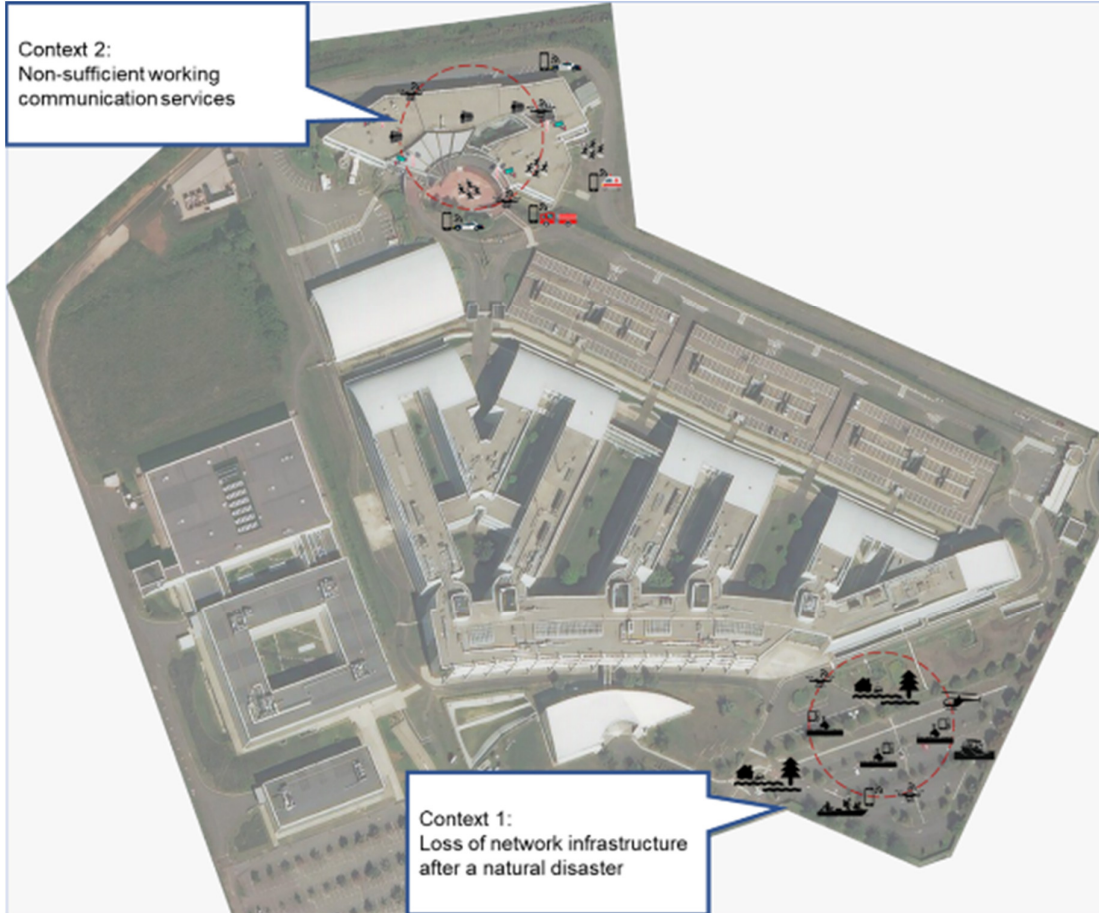 Context 2:
Non-sufficient working
communication services
Context 1:
Loss of network infrastructure
after a natural disaster